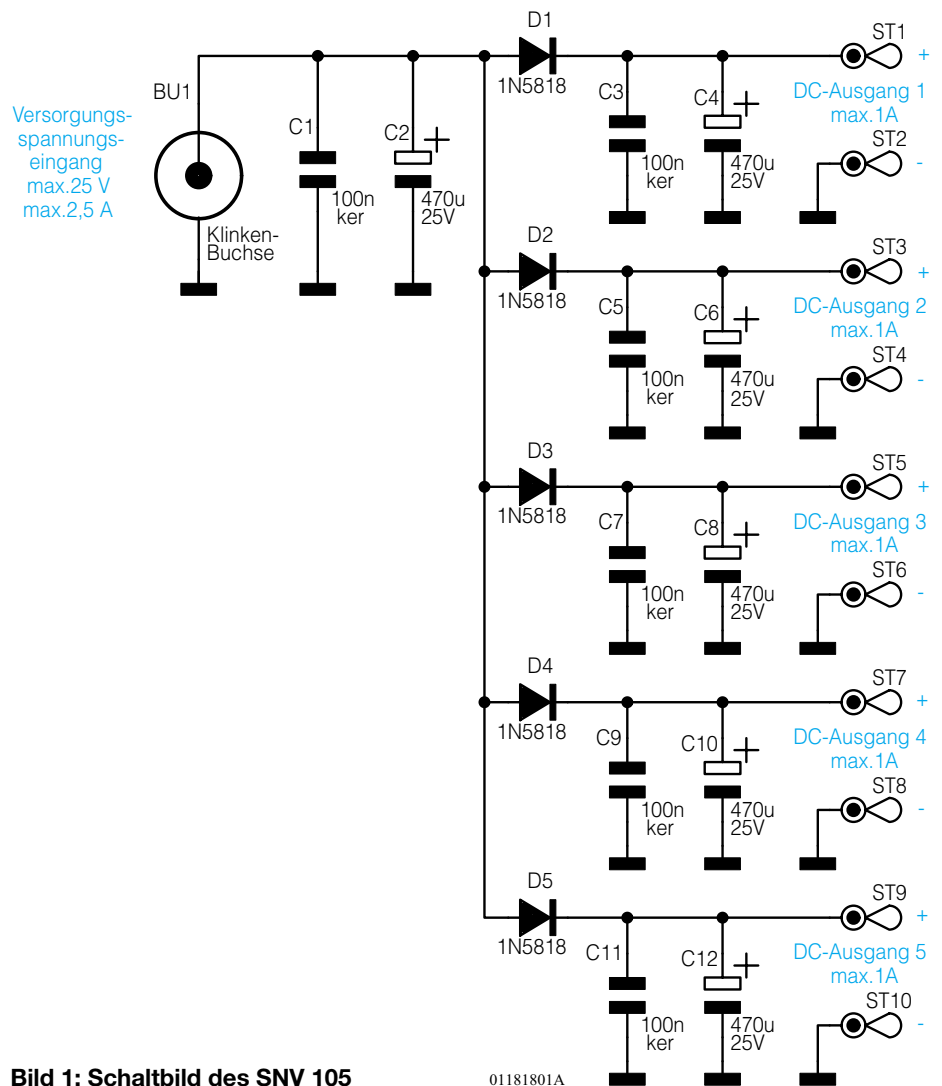 D1
1N5818
ST1
+
BU1
Versorgungs-
spannungs-
eingang
max.25 V
max.2,5 A
Klinken-
Buchse
C1
100n
ker
C2
+
470u
25V
C3
100n
ker
C4
+
470u
25V
DC-Ausgang 1
max.1A
ST2
-
D2
1N5818
ST3
+
C5
100n
ker
C6
+
470u
25V
DC-Ausgang 2
max.1A
ST4
-
D3
1N5818
ST5
+
C7
100n
ker
C8
+
470u
25V
DC-Ausgang 3
max.1A
ST6
-
D4
1N5818
ST7
+
C9
100n
ker
C10
+
470u
25V
DC-Ausgang 4
max.1A
ST8
-
D5
1N5818
ST9
+
C11
100n
ker
C12
+
470u
25V
DC-Ausgang 5
max.1A
ST10
-
Bild 1: Schaltbild des SNV 105
01181801A